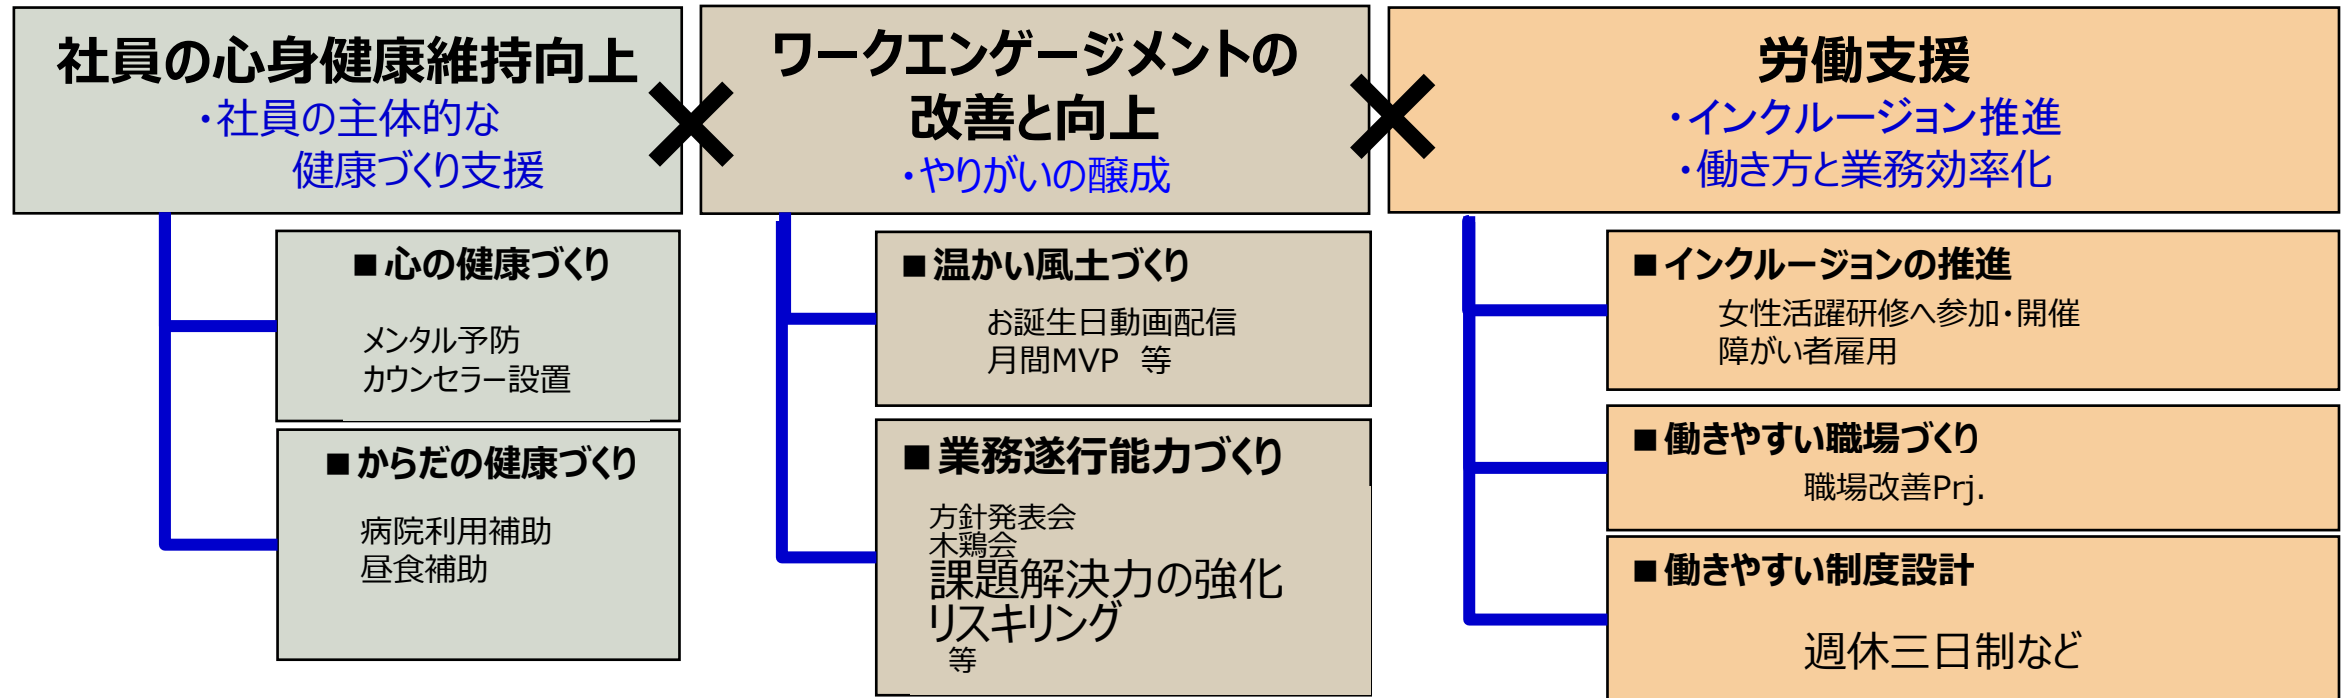 社員の心身健康維持向上
・社員の主体的な
健康づくり支援
ワークエンゲージメントの
改善と向上
・やりがいの醸成
労働支援
・インクルージョン推進
・働き方と業務効率化
■心の健康づくり
メンタル予防
カウンセラー設置
■からだの健康づくり
病院利用補助
昼食補助
■温かい風土づくり
お誕生日動画配信
月間MVP 等
■業務遂行能力づくり
方針発表会
木鶏会
課題解決力の強化
リスキリング
等
■インクルージョンの推進
女性活躍研修へ参加・開催
障がい者雇用
■働きやすい職場づくり
職場改善Prj.
■働きやすい制度設計
週休三日制など